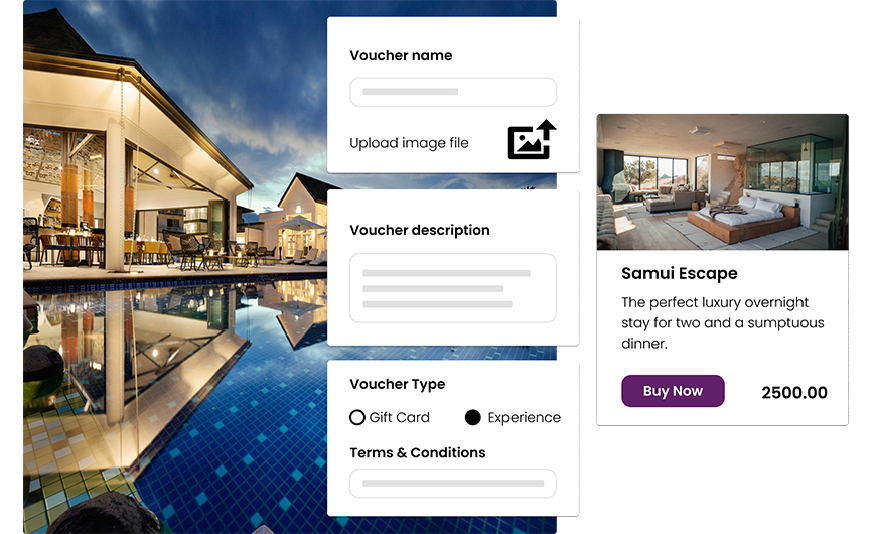 Voucher name
Upload image file
Voucher description
Voucher Type
Gift Card
Experience
Terms & Conditions
Samui Escape
The perfect luxury overnight
stay for two and a sumptuous
dinner.
Buy Now
2500.00